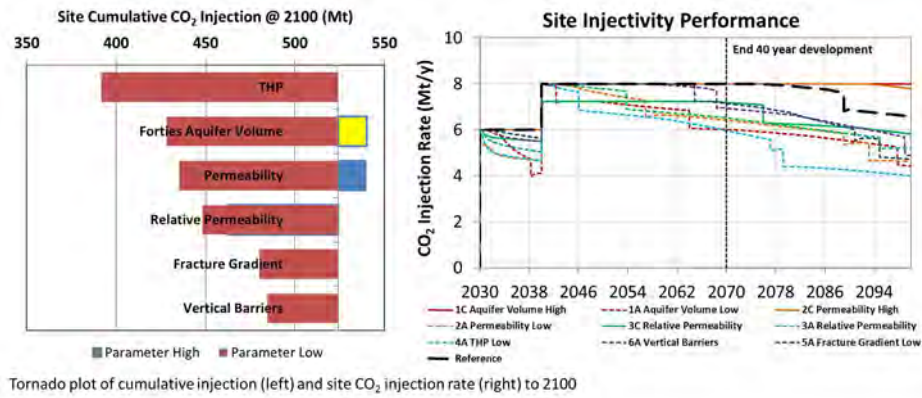 Site Cumulative CO₂ Injection @ 2100 (Mt)
350 400 450 500 550
THP
Forties Aquifer Volume
Permeability
Relative Permeability
Fracture Gradient
Vertical Barriers
Parameter High Parameter Low
Site Injectivity Performance
CO₂ Injection Rate (Mt/y)
10
8
6
4
2
0
End 40 year development
2030 2038 2046 2054 2062 2070 2078 2086 2094
1C Aquifer Volume High 1A Aquifer Volume Low 2C Permeability High
2A Permeability Low 3C Relative Permeability 3A Relative Permeability
4A THP Low 6A Vertical Barriers 5A Fracture Gradient Low
Reference
Tornado plot of cumulative injection (left) and site CO₂ injection rate (right) to 2100